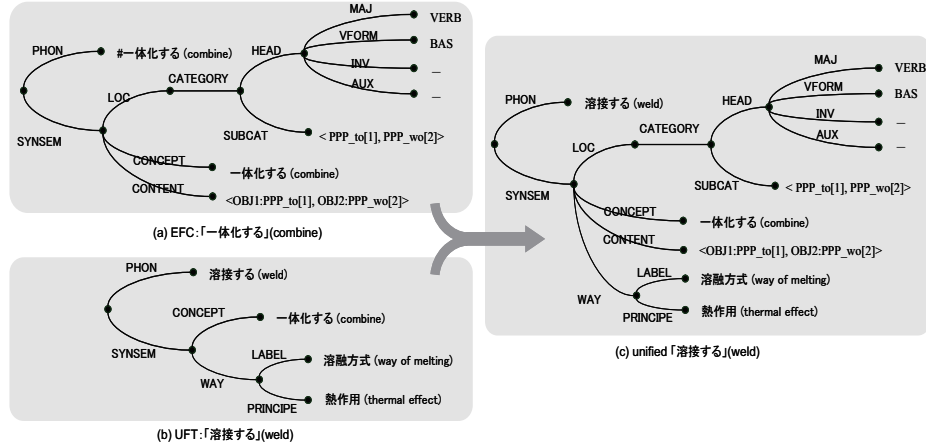 MAJ
VERB
VFORM
BAS
PHON
#一体化する (combine)
HEAD
INV
–
CATEGORY
AUX
–
LOC
SYNSEM
SUBCAT
< PPP_to[1], PPP_wo[2]>
CONCEPT
一体化する (combine)
CONTENT
<OBJ1:PPP_to[1], OBJ2:PPP_wo[2]>
(a) EFC:「一体化する」(combine)
PHON
溶接する (weld)
CONCEPT
一体化する (combine)
SYNSEM
LABEL
溶融方式 (way of melting)
WAY
PRINCIPE
熱作用 (thermal effect)
(b) UFT:「溶接する」(weld)
MAJ
VERB
VFORM
BAS
PHON
溶接する (weld)
HEAD
INV
–
CATEGORY
AUX
–
LOC
SYNSEM
SUBCAT
< PPP_to[1], PPP_wo[2]>
CONCEPT
一体化する (combine)
CONTENT
<OBJ1:PPP_to[1], OBJ2:PPP_wo[2]>
LABEL
溶融方式 (way of melting)
WAY
PRINCIPE
熱作用 (thermal effect)
(c) unified 「溶接する」(weld)